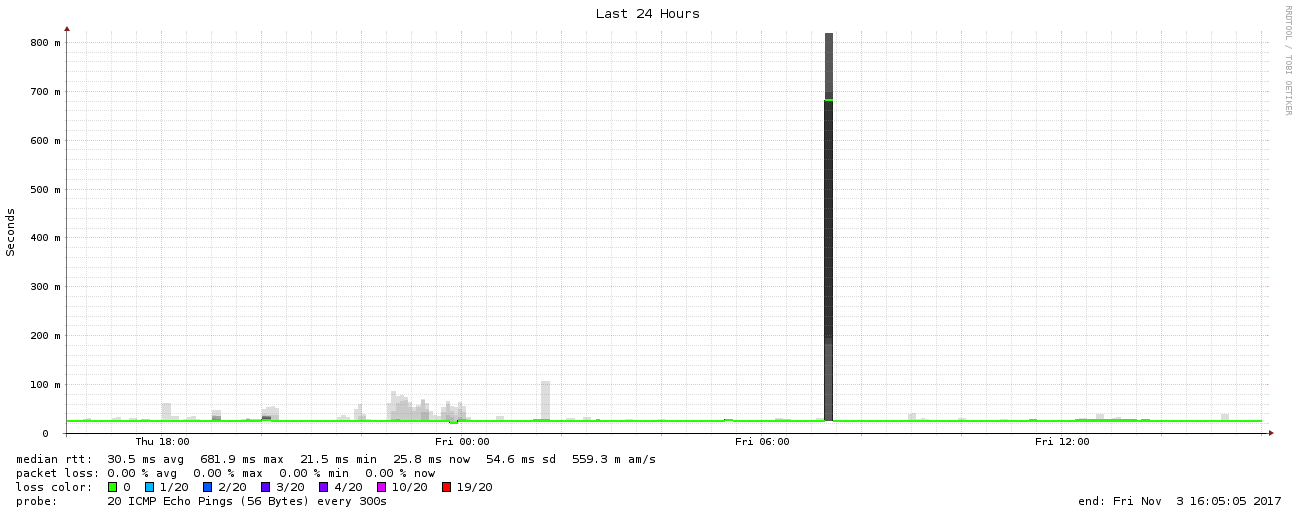 Last 24 Hours
RRDTOOL / TOBI OETIKER
Seconds
800 m
700 m
600 m
500 m
400 m
300 m
200 m
100 m
0
Thu 18:00 Fri 00:00 Fri 06:00 Fri 12:00
median rtt: 30.5 ms avg 681.9 ms max 21.5 ms min 25.8 ms now 54.6 ms sd 559.3 m am/s
packet loss: 0.00 % avg 0.00 % max 0.00 % min 0.00 % now
loss color: 0 1/20 2/20 3/20 4/20 10/20 19/20
probe: 20 ICMP Echo Pings (56 Bytes) every 300s end: Fri Nov 3 16:05:05 2017